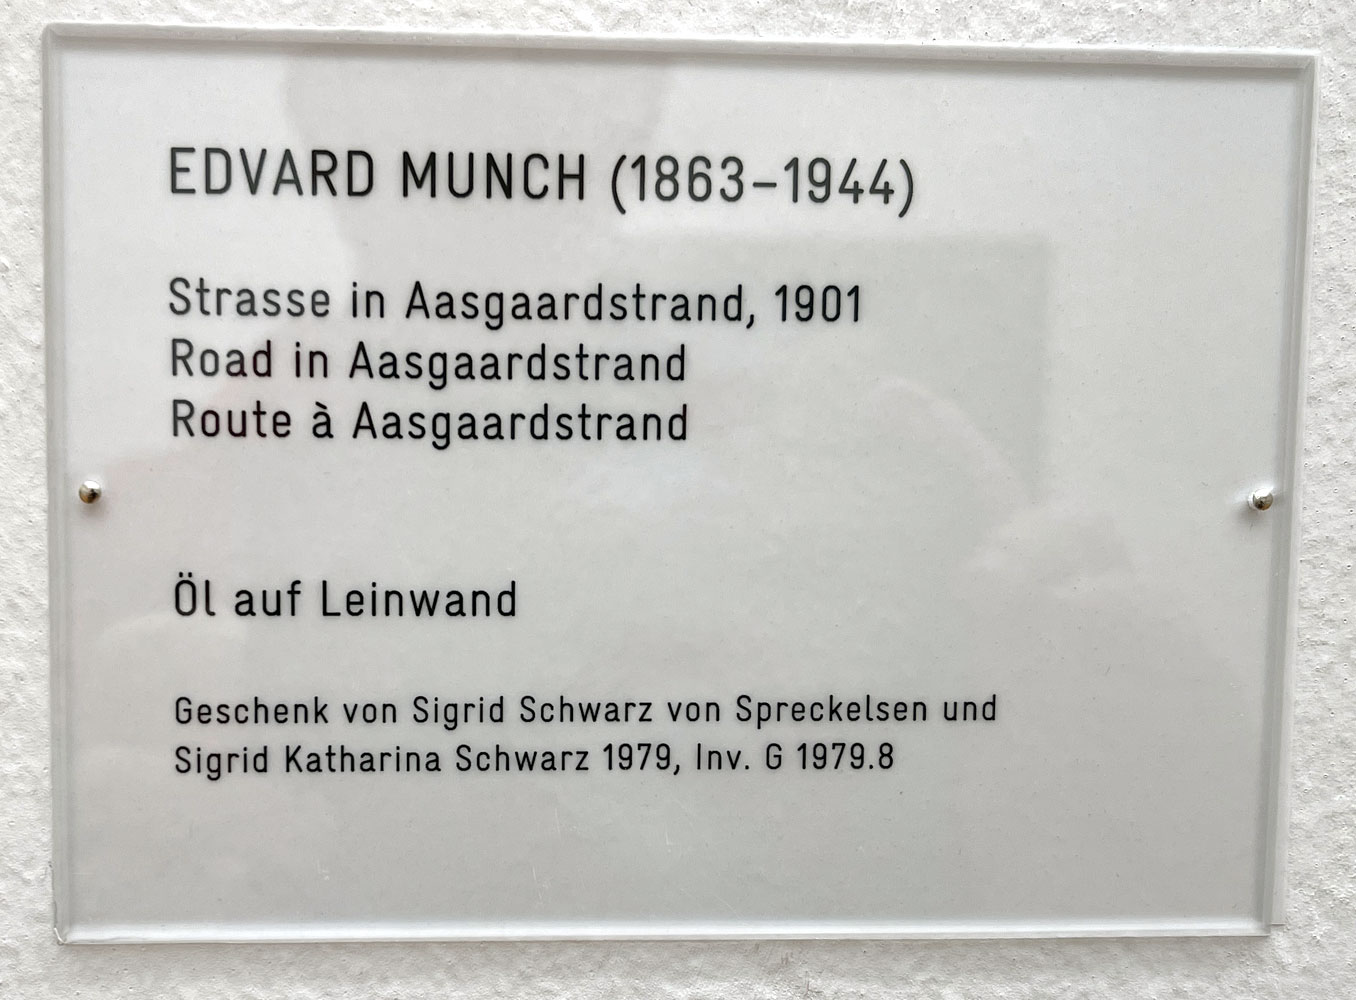 EDVARD MUNCH (1863–1944)
Strasse in Aasgaardstrand, 1901
Road in Aasgaardstrand
Route à Aasgaardstrand
Öl auf Leinwand
Geschenk von Sigrid Schwarz von Spreckelsen und
Sigrid Katharina Schwarz 1979, Inv. G 1979.8